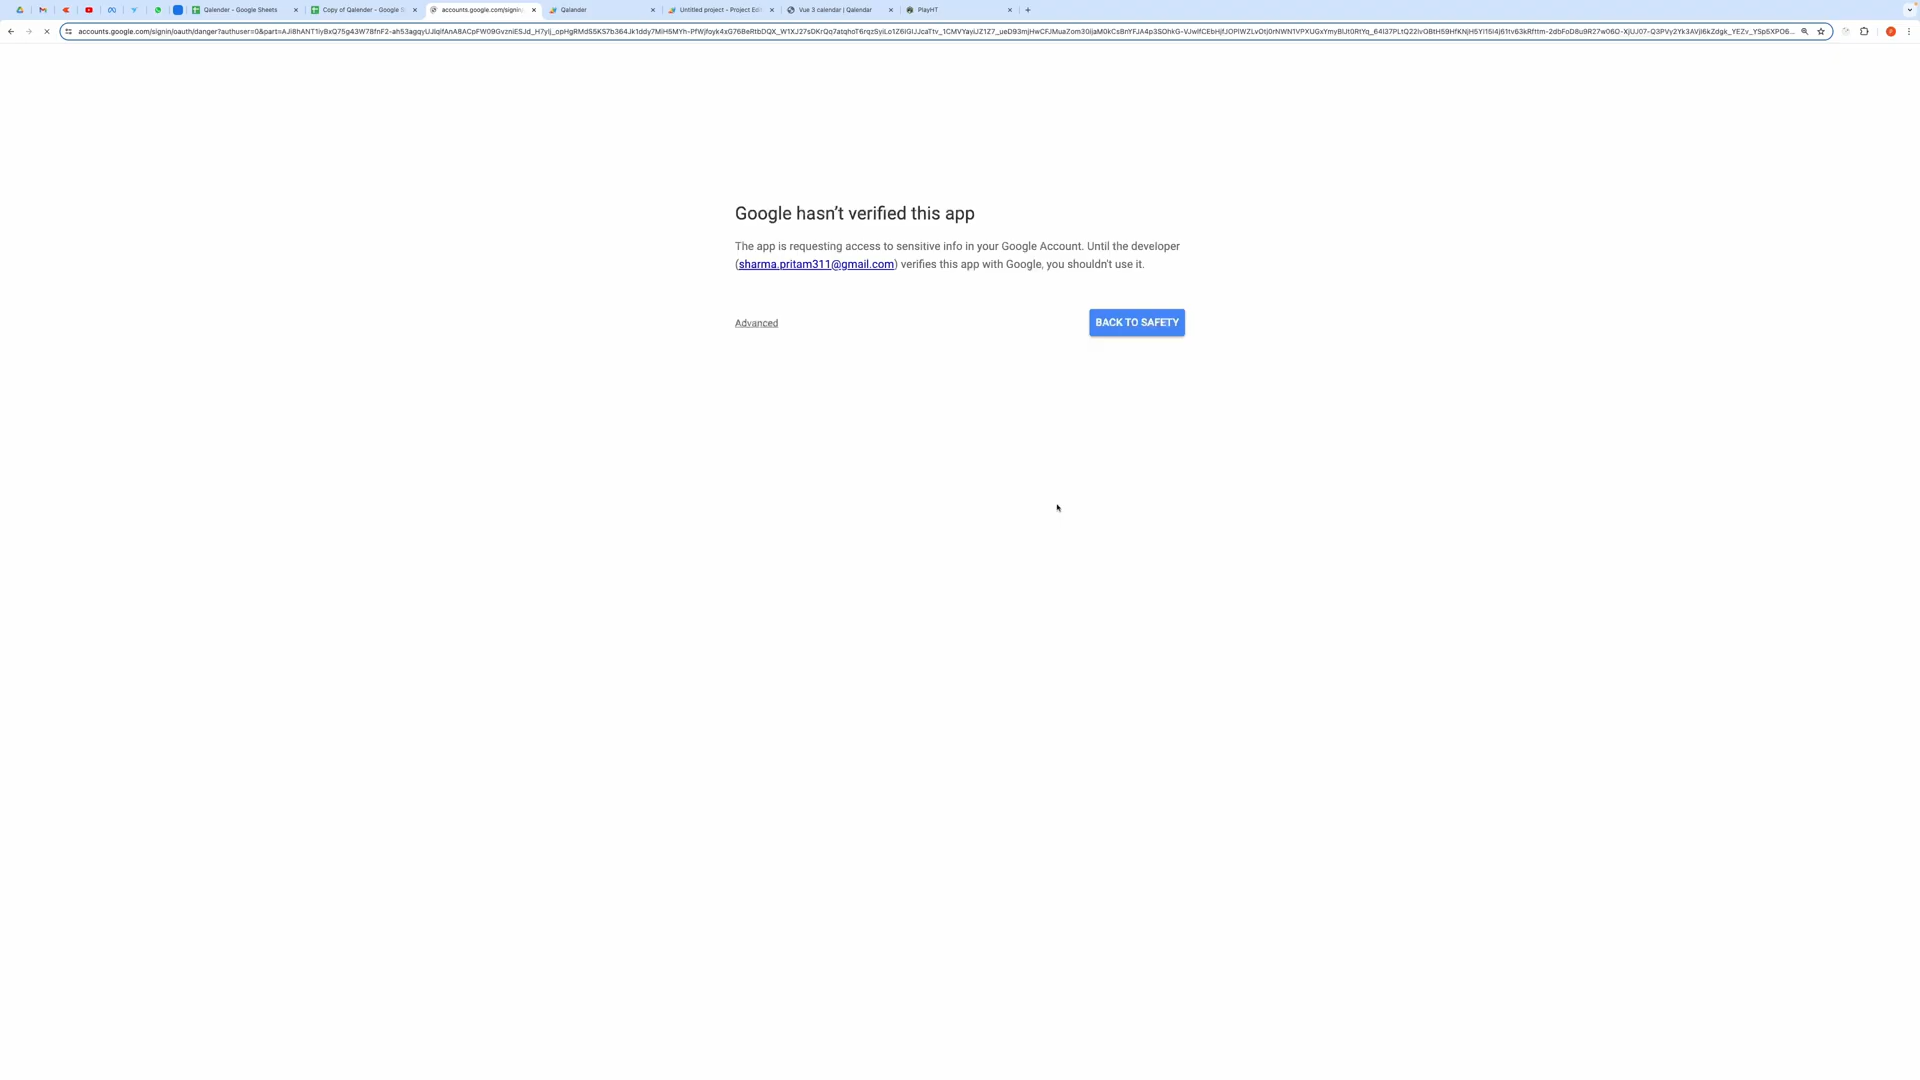 Qalender - Google Sheets
Copy of Qalender - Google S
accounts.google.com/signin
Qalander
Untitled project - Project Edi
Vue 3 calendar | Qalendar
PlayHT
Google hasn't verified this app
The app is requesting access to sensitive info in your Google Account. Until the developer
(sharma.pritam311@gmail.com) verifies this app with Google, you shouldn't use it.
Advanced
BACK TO SAFETY